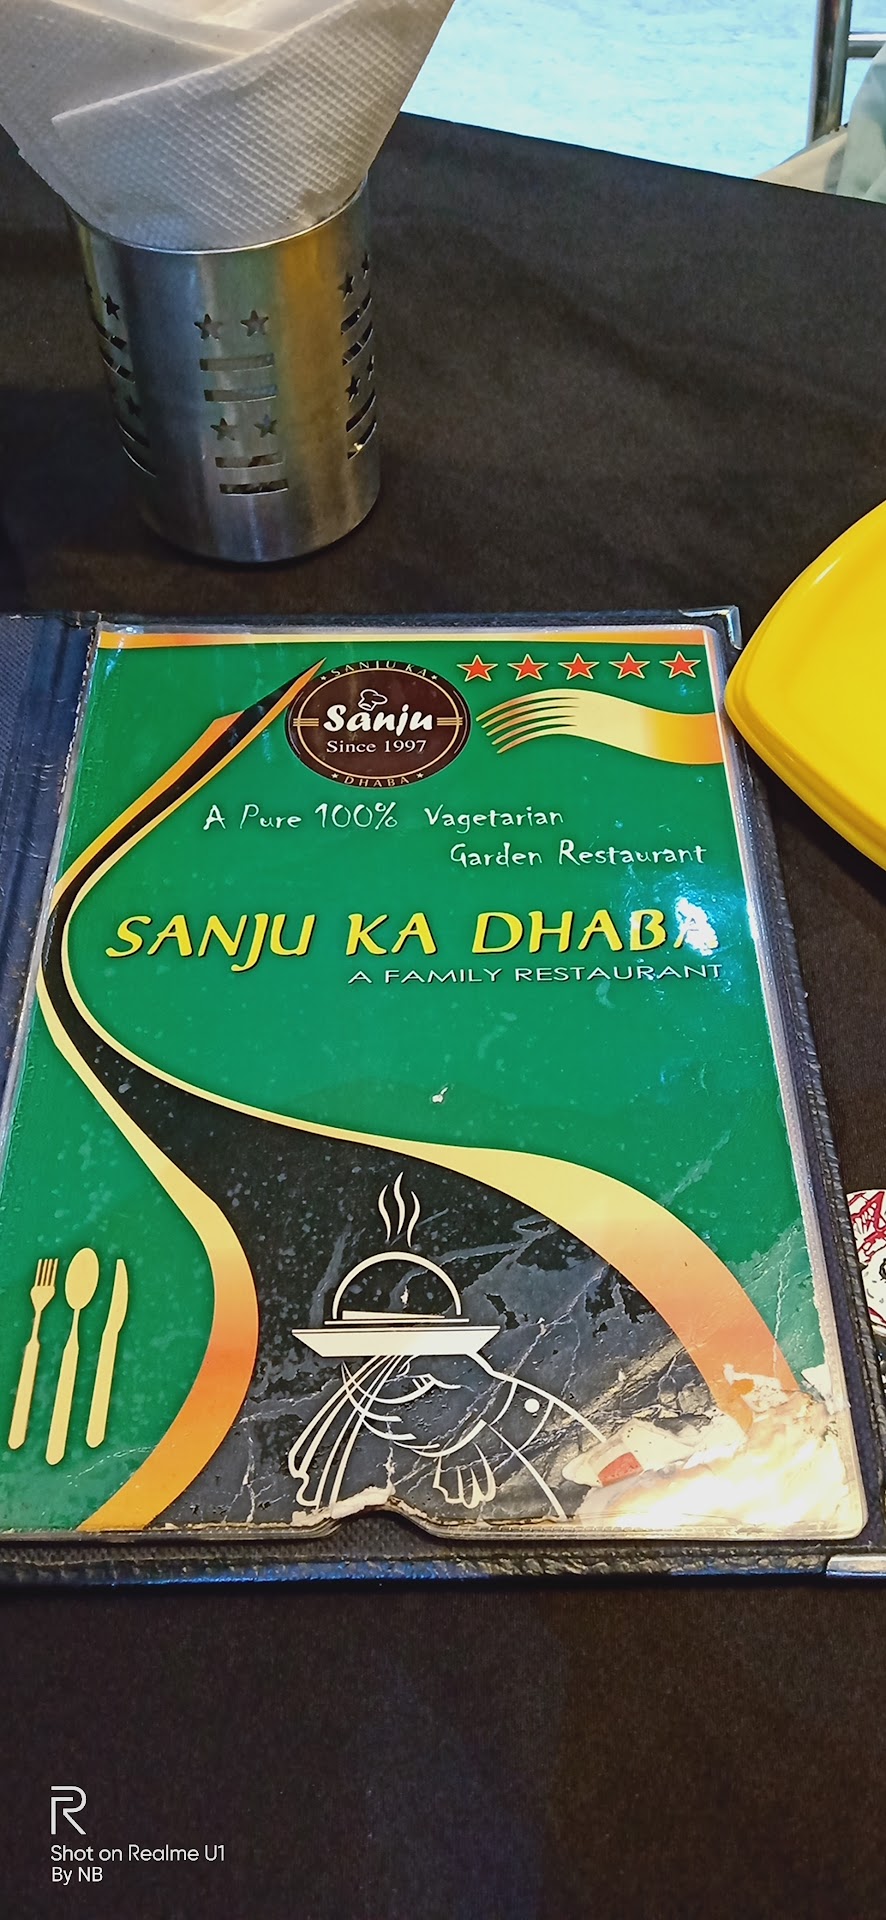 SANJU KA
Sanju
Since 1997
DHABA
A Pure 100% Vagetarian
Garden Restaurant
SANJU KA DHABA
A FAMILY RESTAURANT
R
Shot on Realme U1
By NB